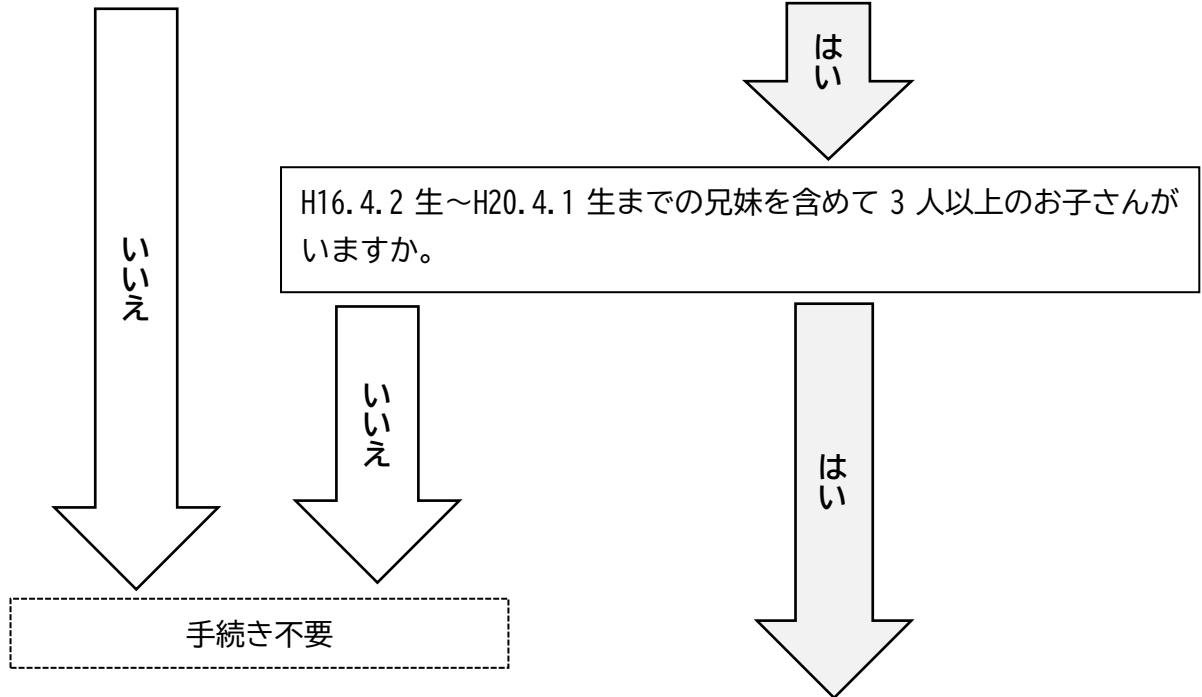 はい
H16.4.2 生～H20.4.1 生までの兄妹を含めて 3 人以上のお子さんが
いますか。
いいえ
いいえ
はい
手続き不要